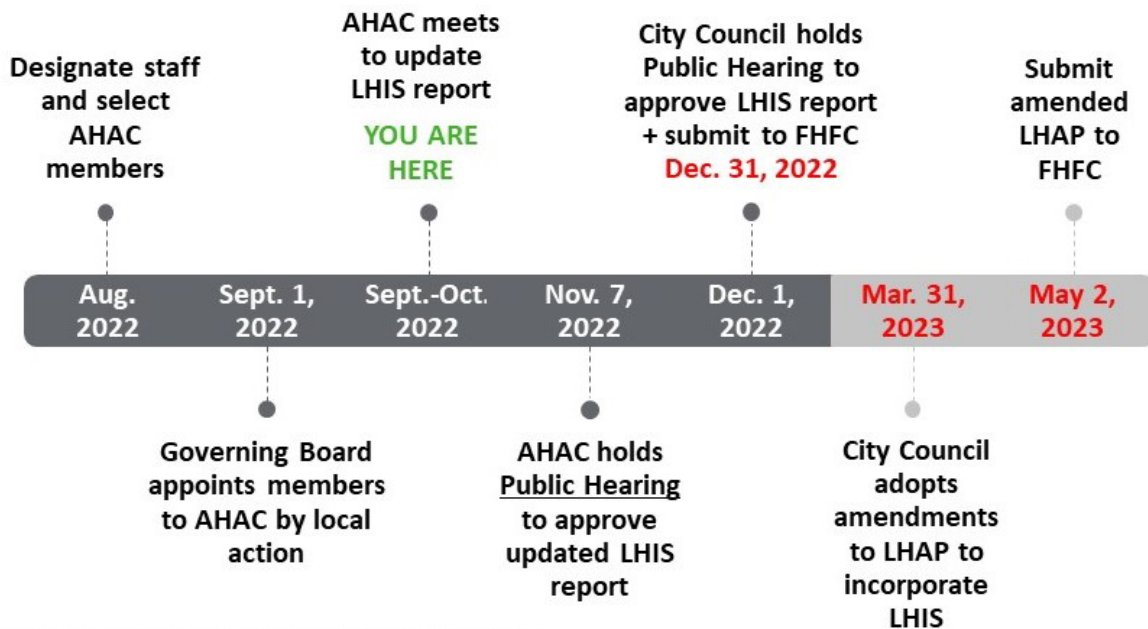 Designate staff
and select
AHAC
members
AHAC meets
to update
LHIS report
YOU ARE
HERE
City Council holds
Public Hearing to
approve LHIS report
+ submit to FHFC
Dec. 31, 2022
Submit
amended
LHAP to
FHFC
Aug.
2022
Sept. 1,
2022
Sept.-Oct.
2022
Nov. 7,
2022
Dec. 1,
2022
Mar. 31,
2023
May 2,
2023
Governing Board
appoints members
to AHAC by local
action
AHAC holds
Public Hearing
to approve
updated LHIS
report
City Council
adopts
amendments
to LHAP to
incorporate
LHIS